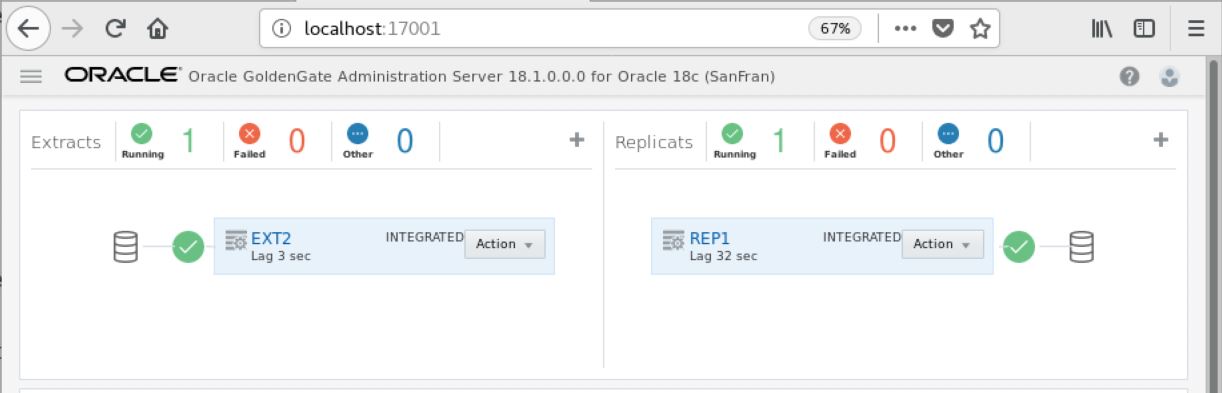 localhost:17001
67%
ORACLE® Oracle GoldenGate Administration Server 18.1.0.0.0 for Oracle 18c (SanFran)
Extracts Running 1 Failed 0 Other 0 +
Replicats Running 1 Failed 0 Other 0 +
EXT2 INTEGRATED Action
Lag 3 sec
REP1 INTEGRATED Action
Lag 32 sec